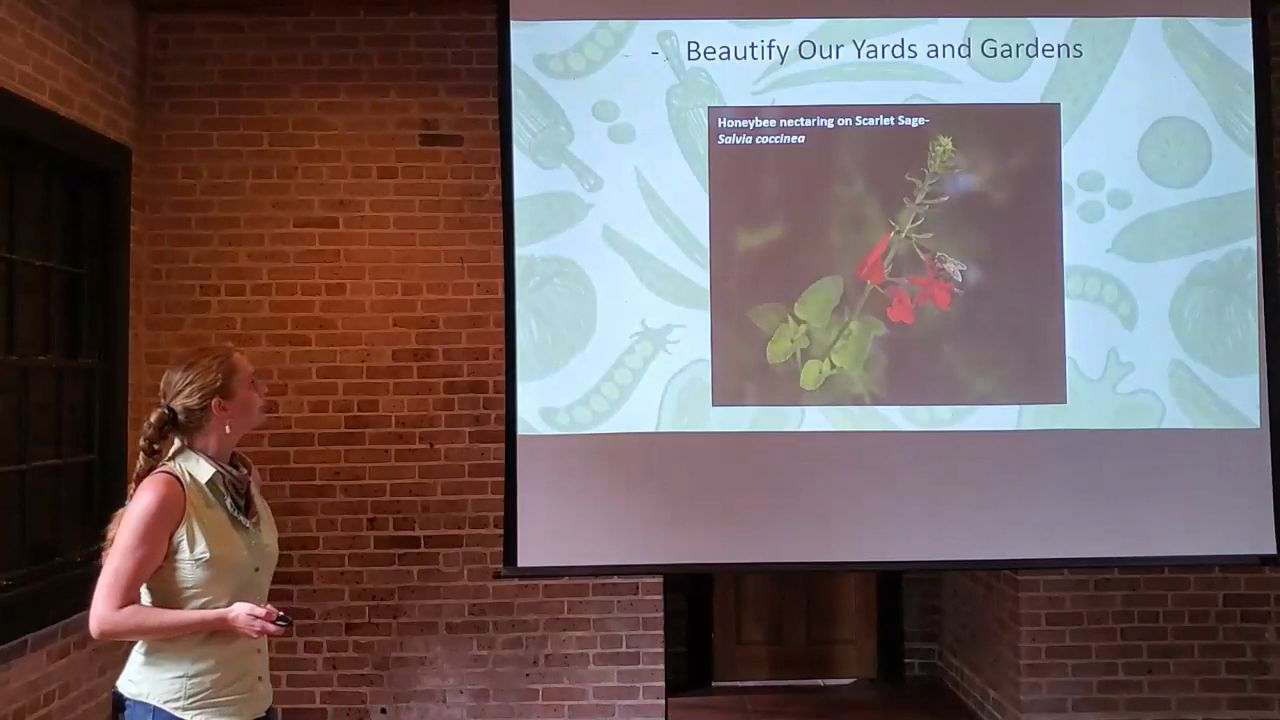 - Beautify Our Yards and Gardens
Honeybee nectaring on Scarlet Sage-
Salvia coccinea